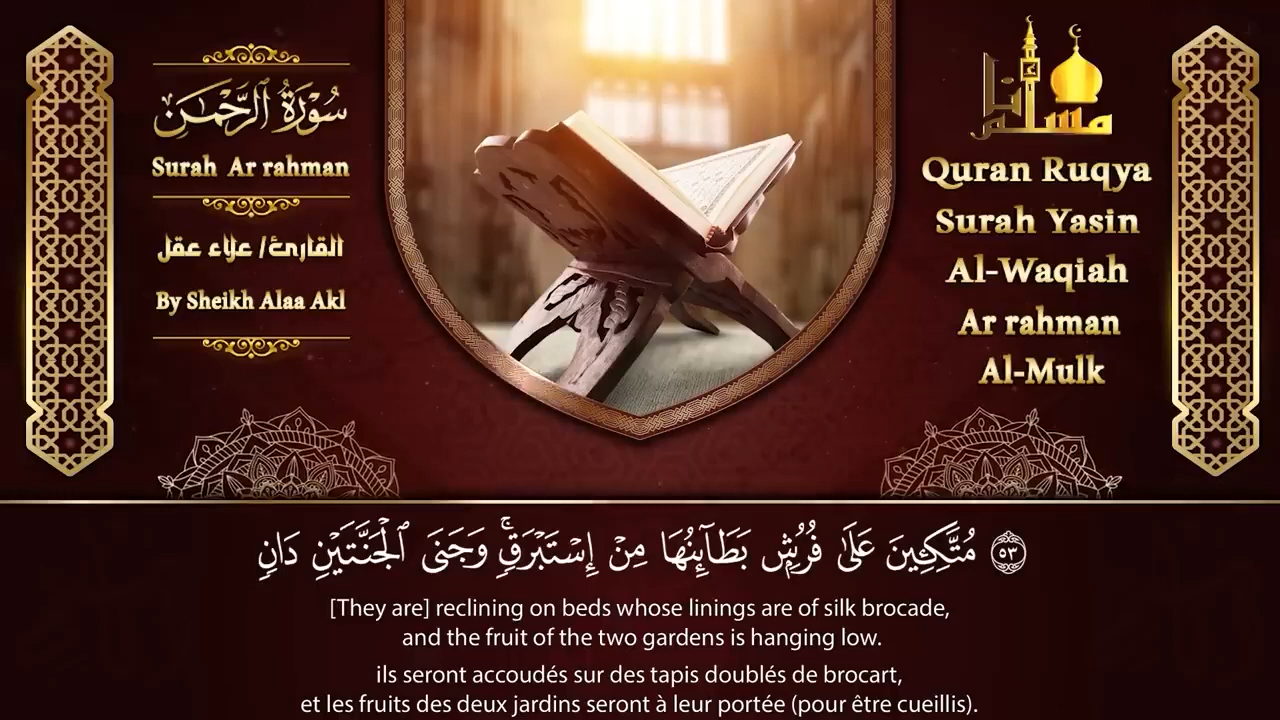 سُورَةُ ٱلرَّحْمَٰن
Surah Ar rahman
القارئ/ علاء عقل
By Sheikh Alaa Akl
أنا مسلم
Quran Ruqya
Surah Yasin
Al-Waqiah
Ar rahman
Al-Mulk
٥٣ مُتَّكِـِٔينَ عَلَىٰ فُرُشٍۭ بَطَآئِنُهَا مِنْ إِسْتَبْرَقٍۚ وَجَنَى ٱلْجَنَّتَيْنِ دَانٍ
[They are] reclining on beds whose linings are of silk brocade,
and the fruit of the two gardens is hanging low.
ils seront accoudés sur des tapis doublés de brocart,
et les fruits des deux jardins seront à leur portée (pour être cueillis).